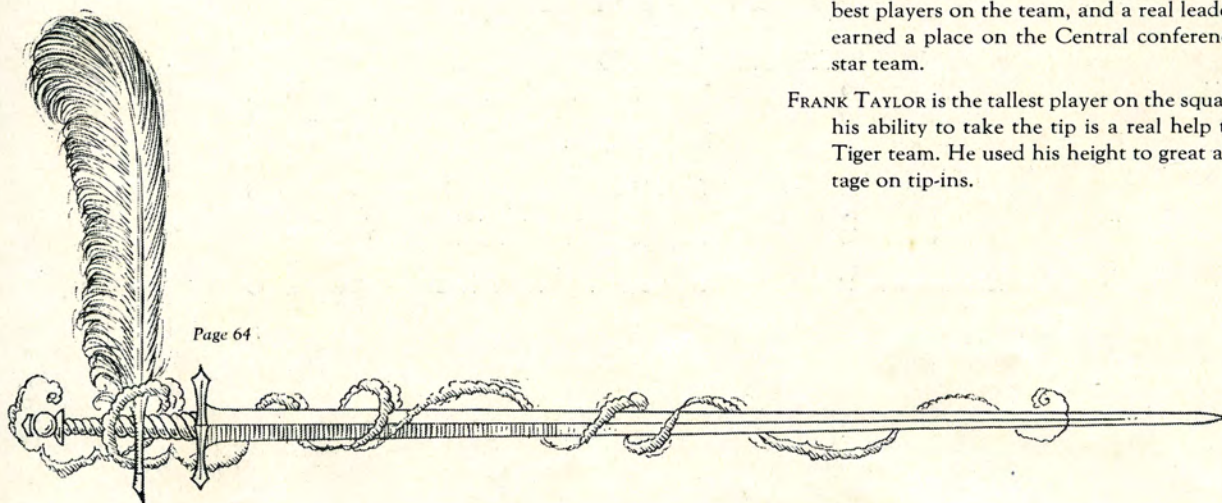 best players on the team, and a real lead
earned a place on the Central conferen
star team.
FRANK TAYLOR is the tallest player on the squa
his ability to take the tip is a real help
Tiger team. He used his height to great a
tage on tip-ins.
Page 64